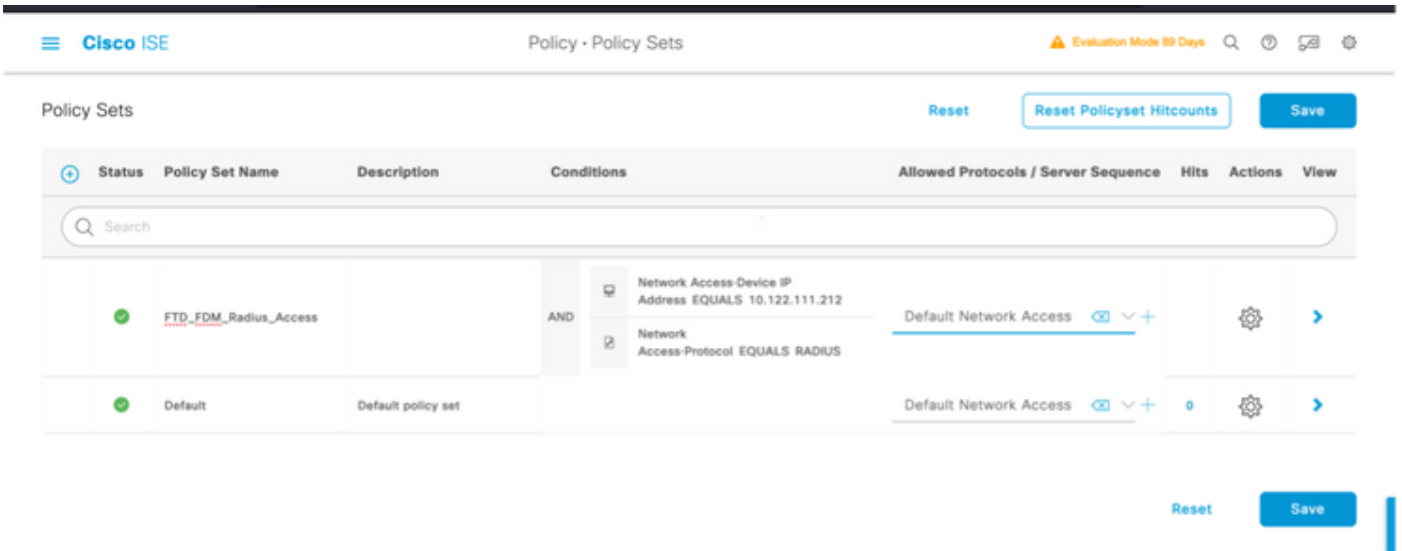 Cisco ISE
Policy · Policy Sets
Evaluation Mode 89 Days
Policy Sets
Reset
Reset Policyset Hitcounts
Save
Status Policy Set Name Description Conditions Allowed Protocols / Server Sequence Hits Actions View
Search
FTD_FDM_Radius_Access
AND
Network Access·Device IP
Address EQUALS 10.122.111.212
Network
Access·Protocol EQUALS RADIUS
Default Network Access
Default
Default policy set
Default Network Access
0
Reset
Save